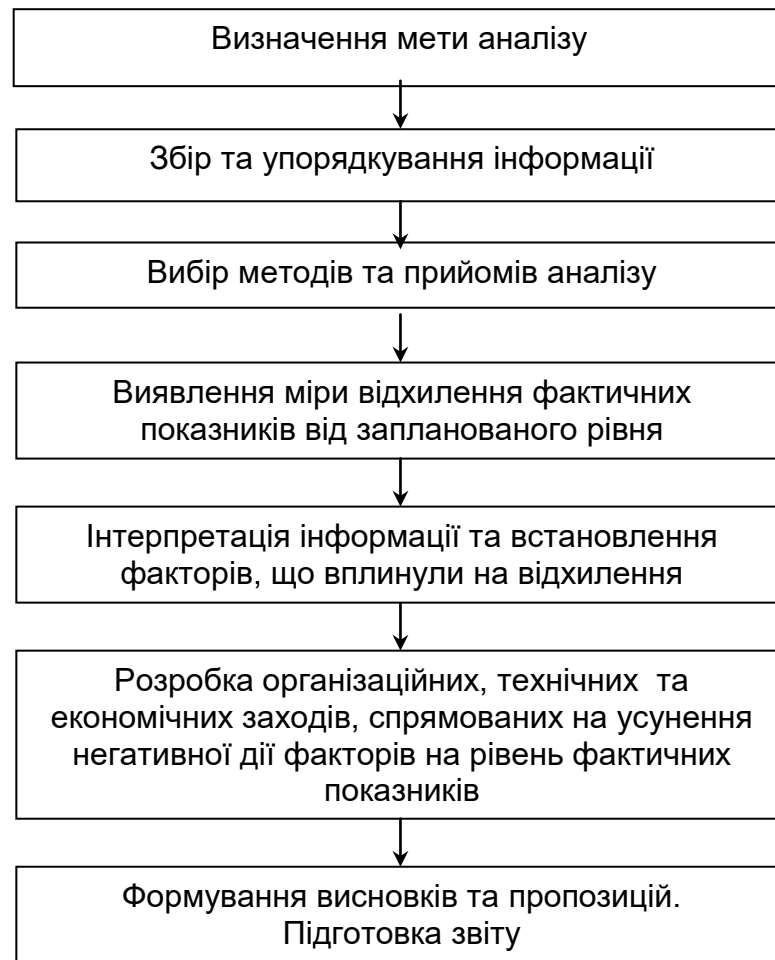 Визначення мети аналізу
Збір та упорядкування інформації
Вибір методів та прийомів аналізу
Виявлення міри відхилення фактичних
показників від запланованого рівня
Інтерпретація інформації та встановлення
факторів, що вплинули на відхилення
Розробка організаційних, технічних та
економічних заходів, спрямованих на усунення
негативної дії факторів на рівень фактичних
показників
Формування висновків та пропозицій.
Підготовка звіту